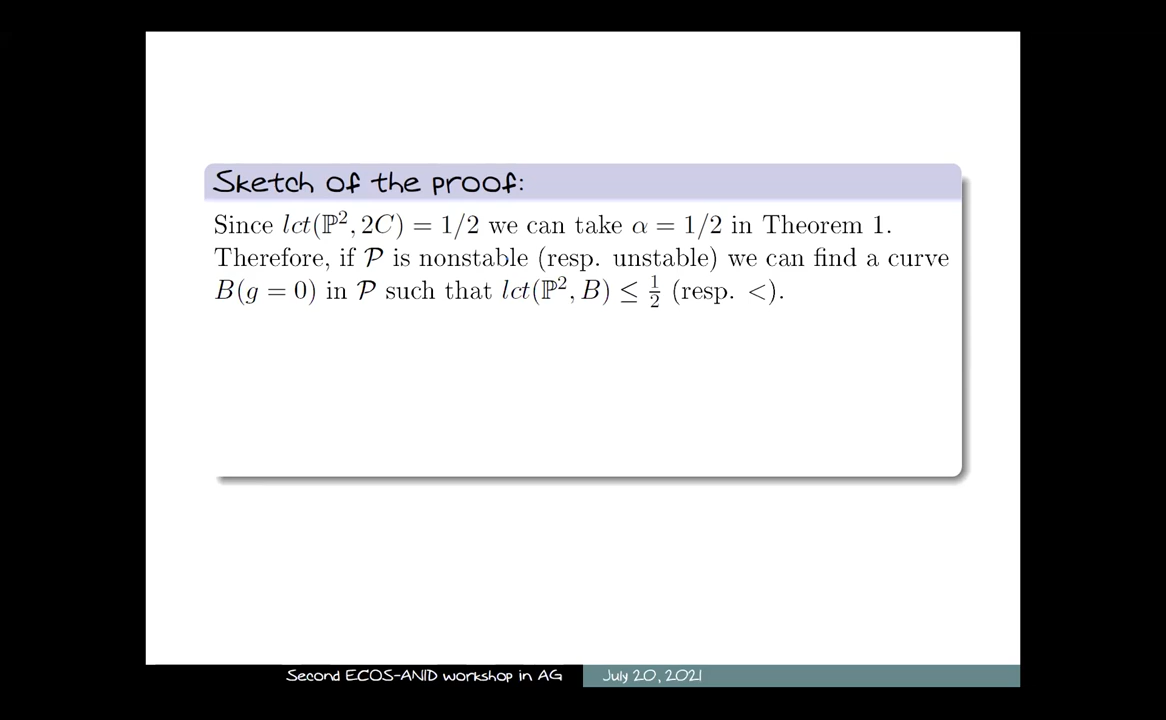 Sketch of the proof:
Since lct(ℙ², 2C) = 1/2 we can take α = 1/2 in Theorem 1.
Therefore, if 𝒫 is nonstable (resp. unstable) we can find a curve
B(g = 0) in 𝒫 such that lct(ℙ², B) ≤ 1/2 (resp. <).
Second ECOS-ANID workshop in AG
July 20, 2021